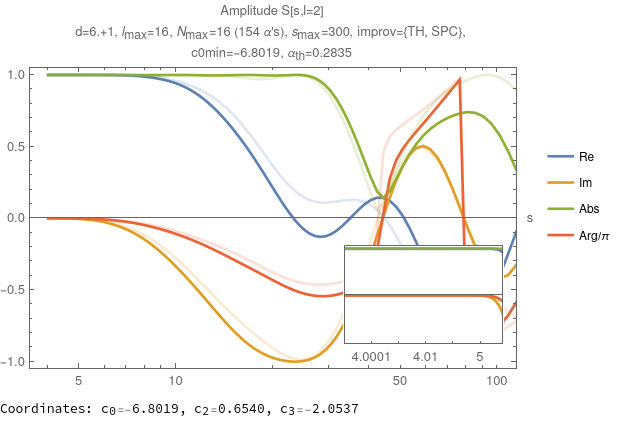 Amplitude S[s,l=2]
d=6.+1, lmax=16, Nmax=16 (154 α's), smax=300, improv={TH, SPC},
c0min=-6.8019, αth=0.2835
1.0
0.5
0.0
-0.5
-1.0
s
Re
Im
Abs
Arg/π
4.0001 4.01 5
5 10 50 100
Coordinates: c0=-6.8019, c2=0.6540, c3=-2.0537